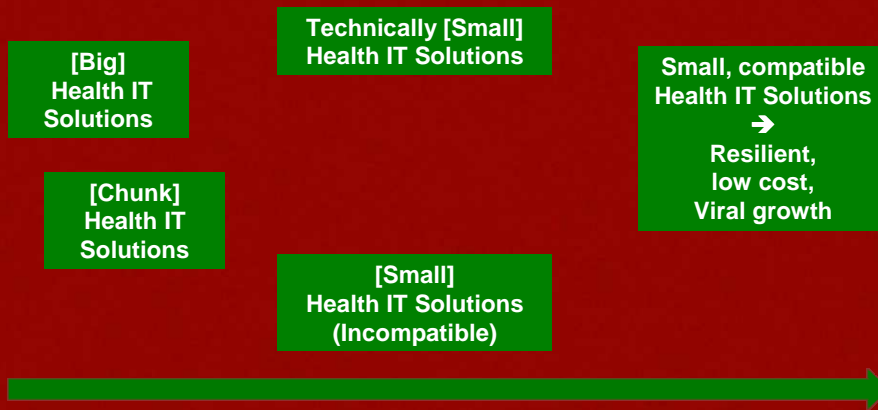 [Big]
Health IT
Solutions
[Chunk]
Health IT
Solutions
Technically [Small]
Health IT Solutions
[Small]
Health IT Solutions
(Incompatible)
Small, compatible
Health IT Solutions
➔
Resilient,
low cost,
Viral growth